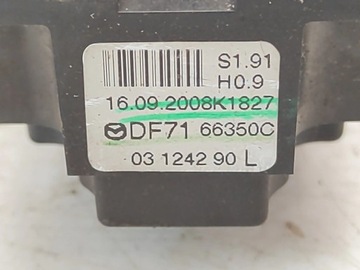 S1.91
H0.9
16.09.2008K1827
DF71 66350C
03 1242 90 L